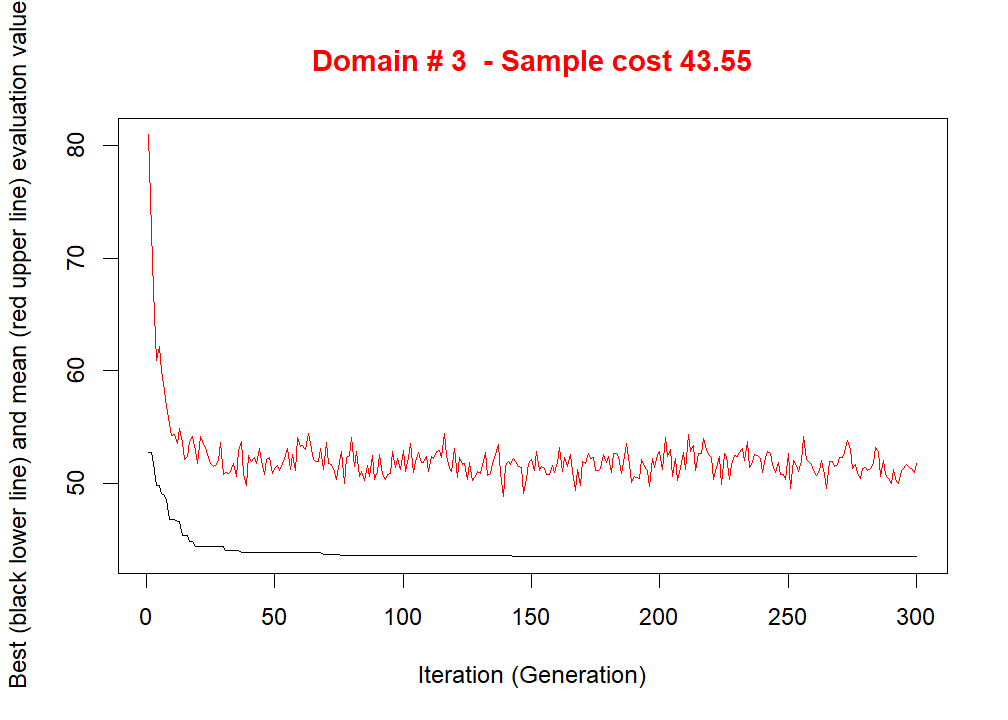 Domain # 3 - Sample cost 43.55
Best (black lower line) and mean (red upper line) evaluation value
80
70
60
50
0 50 100 150 200 250 300
Iteration (Generation)